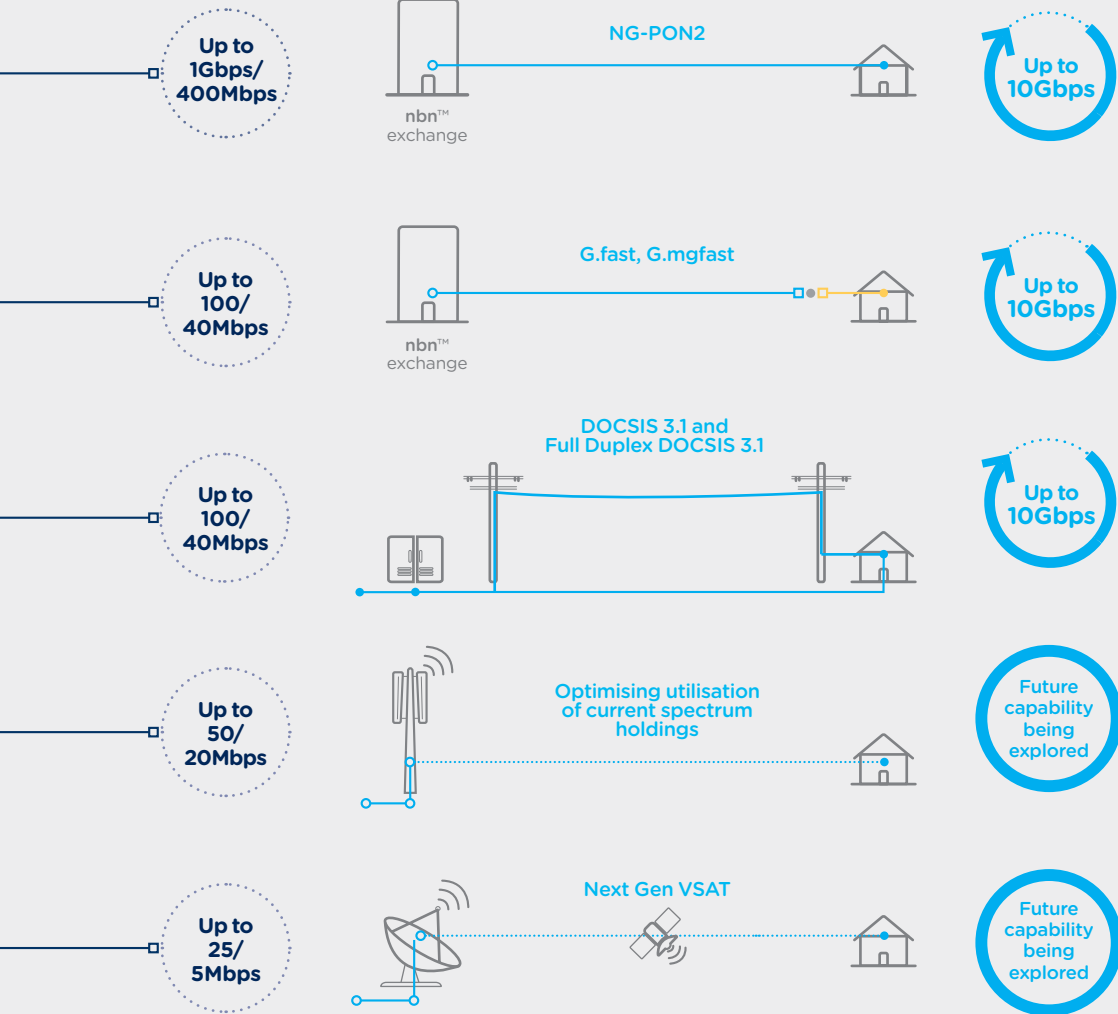 Up to
1Gbps/
400Mbps
nbn™
exchange
NG-PON2
Up to
10Gbps
Up to
100/
40Mbps
nbn™
exchange
G.fast, G.mgfast
Up to
10Gbps
Up to
100/
40Mbps
DOCSIS 3.1 and
Full Duplex DOCSIS 3.1
Up to
10Gbps
Up to
50/
20Mbps
Optimising utilisation
of current spectrum
holdings
Future
capability
being
explored
Up to
25/
5Mbps
Next Gen VSAT
Future
capability
being
explored